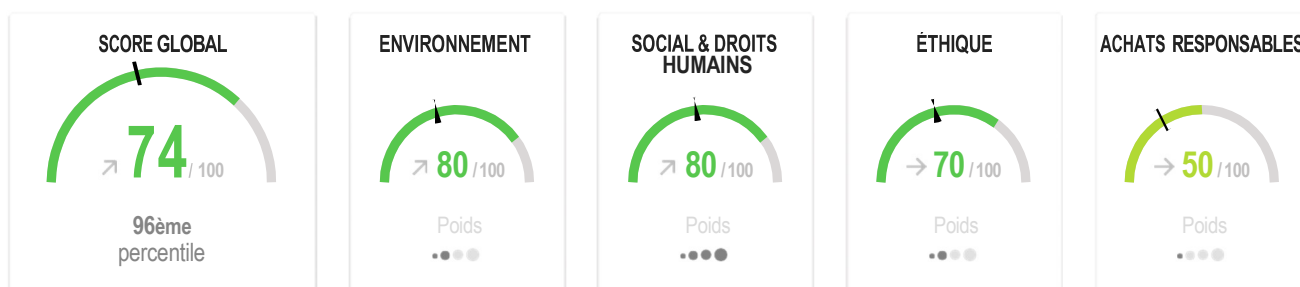 SCORE GLOBAL
74 / 100
96ème
percentile
ENVIRONNEMENT
80 / 100
Poids
SOCIAL & DROITS
HUMAINS
80 / 100
Poids
ÉTHIQUE
70 / 100
Poids
ACHATS RESPONSABLES
50 / 100
Poids